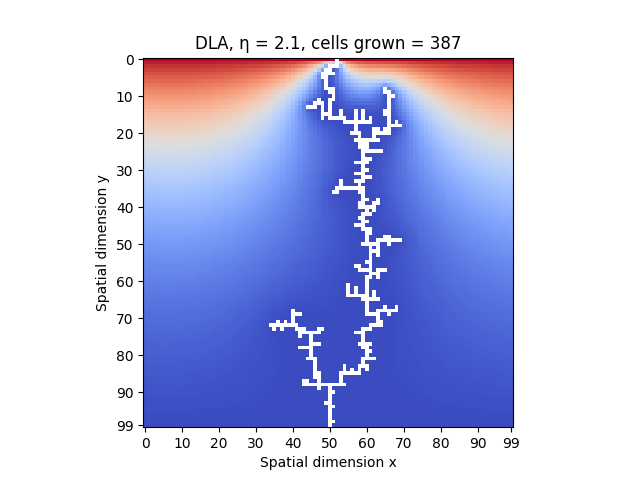 DLA, η = 2.1, cells grown = 387
0
10
20
30
40
50
60
70
80
90
99
Spatial dimension y
0 10 20 30 40 50 60 70 80 90 99
Spatial dimension x